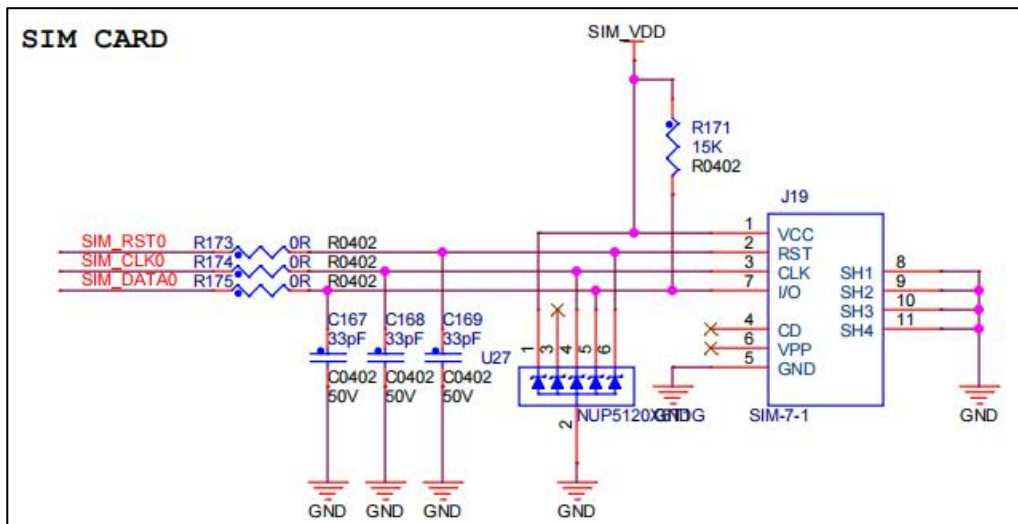 SIM CARD
SIM_VDD
R171
15K
R0402
J19
SIM_RST0 R173 0R R0402
SIM_CLK0 R174 0R R0402
SIM_DATA0 R175 0R R0402
1 VCC
2 RST
3 CLK
7 I/O
4 CD
6 VPP
5 GND
SH1 8
SH2 9
SH3 10
SH4 11
C167 C168 C169
33pF 33pF 33pF
C0402 C0402 C0402
50V 50V 50V
U27
1 3 4 5 6
2
GND
SIM-7-1
GND
GND GND GND
GND